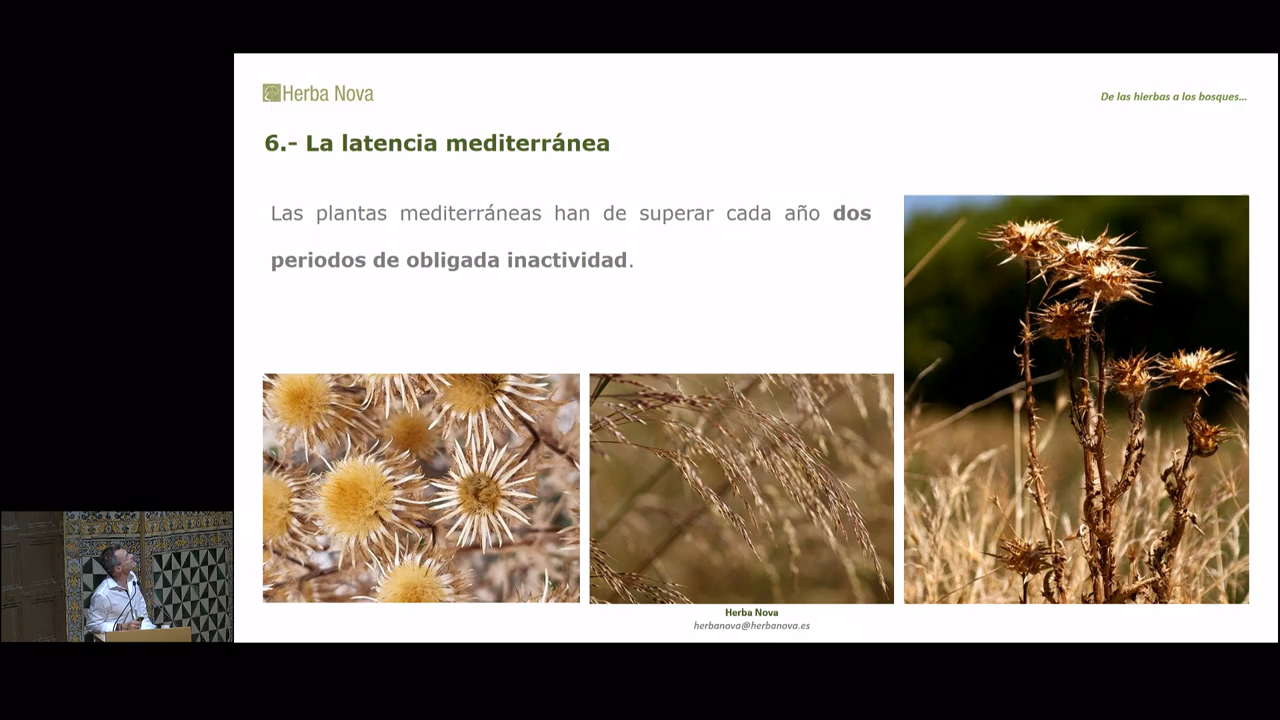 Herba Nova
De las hierbas a los bosques...
6.- La latencia mediterránea
Las plantas mediterráneas han de superar cada año dos
periodos de obligada inactividad.
Herba Nova
herbanova@herbanova.es